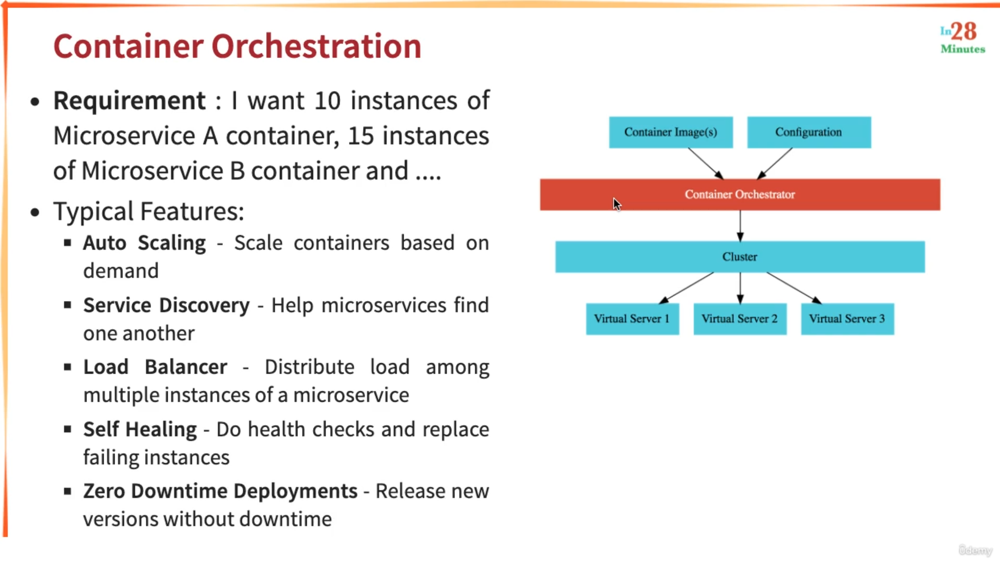 Container Orchestration
In28
Minutes
• Requirement : I want 10 instances of
Microservice A container, 15 instances
of Microservice B container and ....
• Typical Features:
▪ Auto Scaling - Scale containers based on
demand
▪ Service Discovery - Help microservices find
one another
▪ Load Balancer - Distribute load among
multiple instances of a microservice
▪ Self Healing - Do health checks and replace
failing instances
▪ Zero Downtime Deployments - Release new
versions without downtime
Container Image(s)
Configuration
Container Orchestrator
Cluster
Virtual Server 1
Virtual Server 2
Virtual Server 3
ûdemy